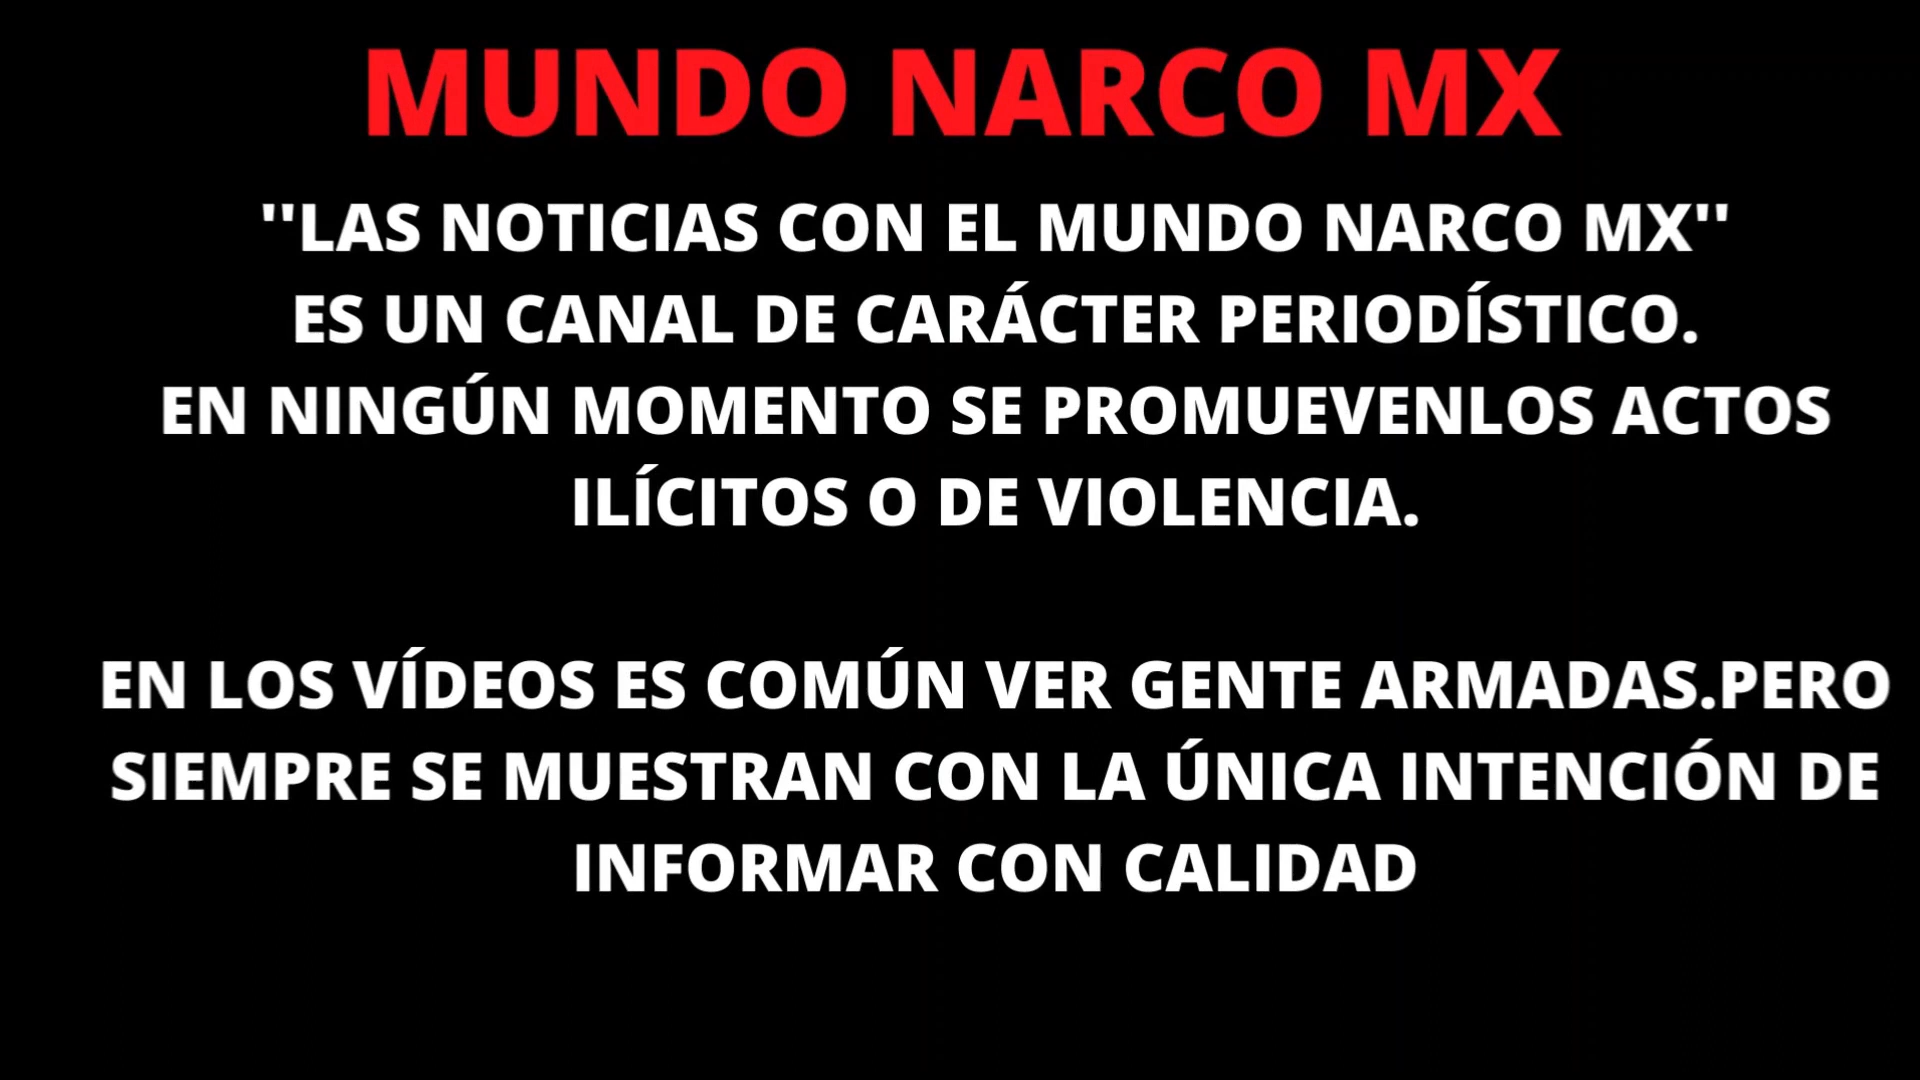 MUNDO NARCO MX
"LAS NOTICIAS CON EL MUNDO NARCO MX"
ES UN CANAL DE CARÁCTER PERIODÍSTICO.
EN NINGÚN MOMENTO SE PROMUEVENLOS ACTOS
ILÍCITOS O DE VIOLENCIA.
EN LOS VÍDEOS ES COMÚN VER GENTE ARMADAS.PERO
SIEMPRE SE MUESTRAN CON LA ÚNICA INTENCIÓN DE
INFORMAR CON CALIDAD